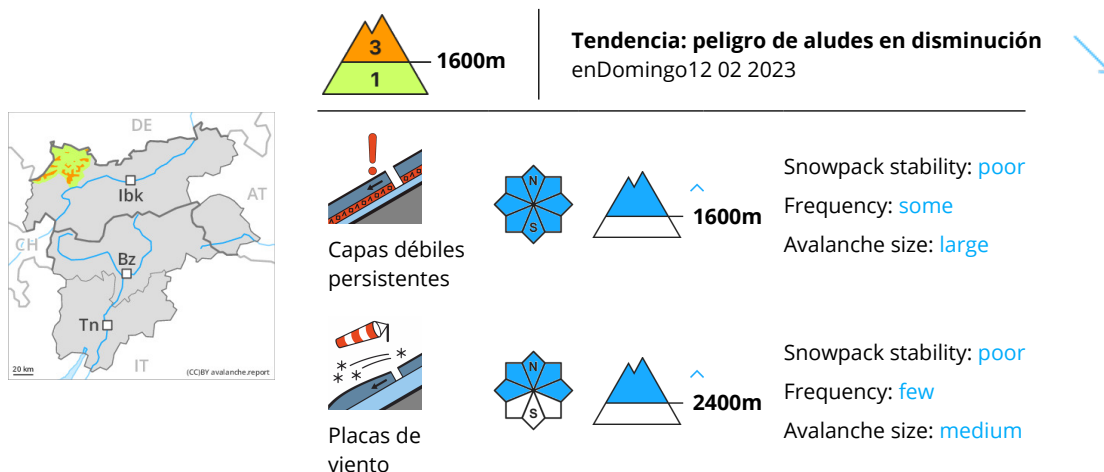 3
1
1600m
Tendencia: peligro de aludes en disminución
enDomingo12 02 2023
DE
AT
CH
IT
Ibk
Bz
Tn
20 km
(CC)BY avalanche.report
N
S
1600m
Capas débiles
persistentes
Snowpack stability: poor
Frequency: some
Avalanche size: large
N
S
2400m
Placas de
viento
Snowpack stability: poor
Frequency: few
Avalanche size: medium